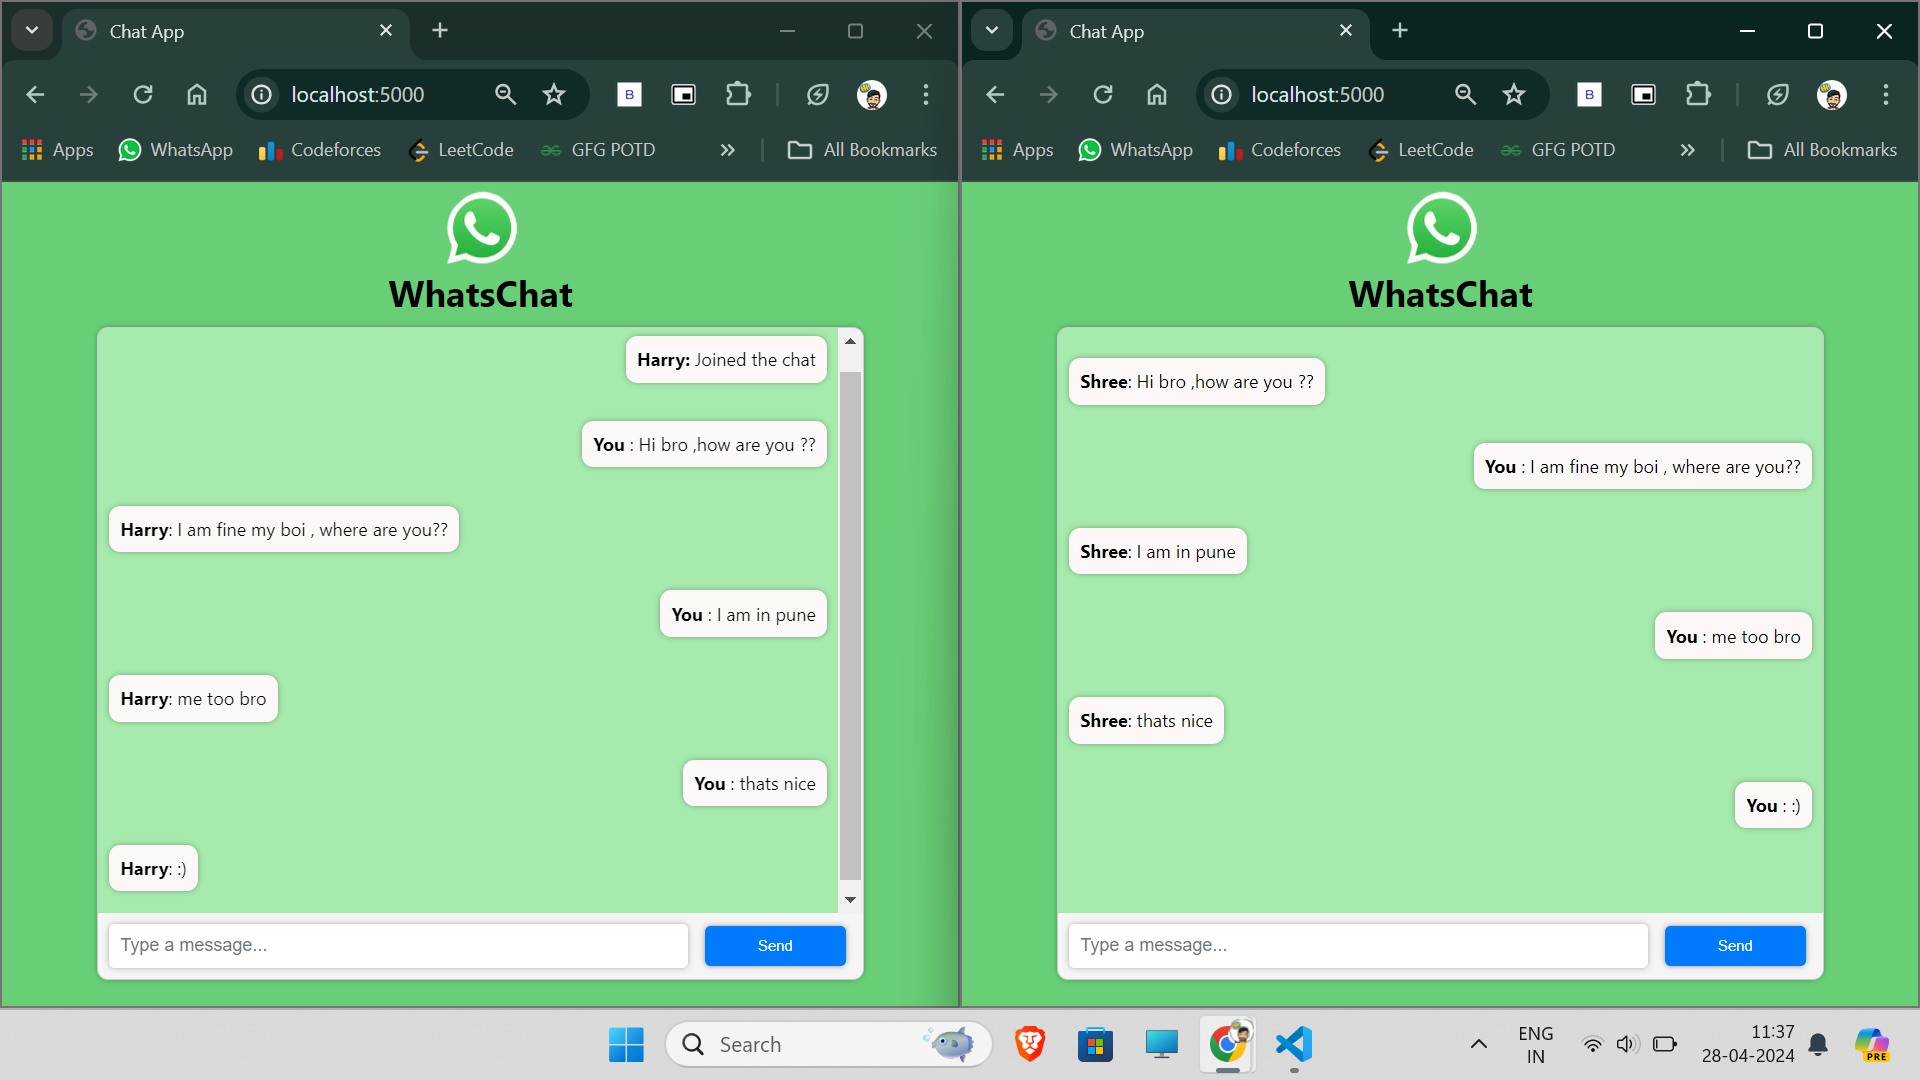 Chat App
localhost:5000
B
Apps
WhatsApp
Codeforces
LeetCode
GFG POTD
All Bookmarks
WhatsChat
Harry: Joined the chat
You : Hi bro ,how are you ??
Harry: I am fine my boi , where are you??
You : I am in pune
Harry: me too bro
You : thats nice
Harry: :)
Type a message...
Send
Chat App
localhost:5000
B
Apps
WhatsApp
Codeforces
LeetCode
GFG POTD
All Bookmarks
WhatsChat
Shree: Hi bro ,how are you ??
You : I am fine my boi , where are you??
Shree: I am in pune
You : me too bro
Shree: thats nice
You : :)
Type a message...
Send
Search
ENG
IN
11:37
28-04-2024
PRE